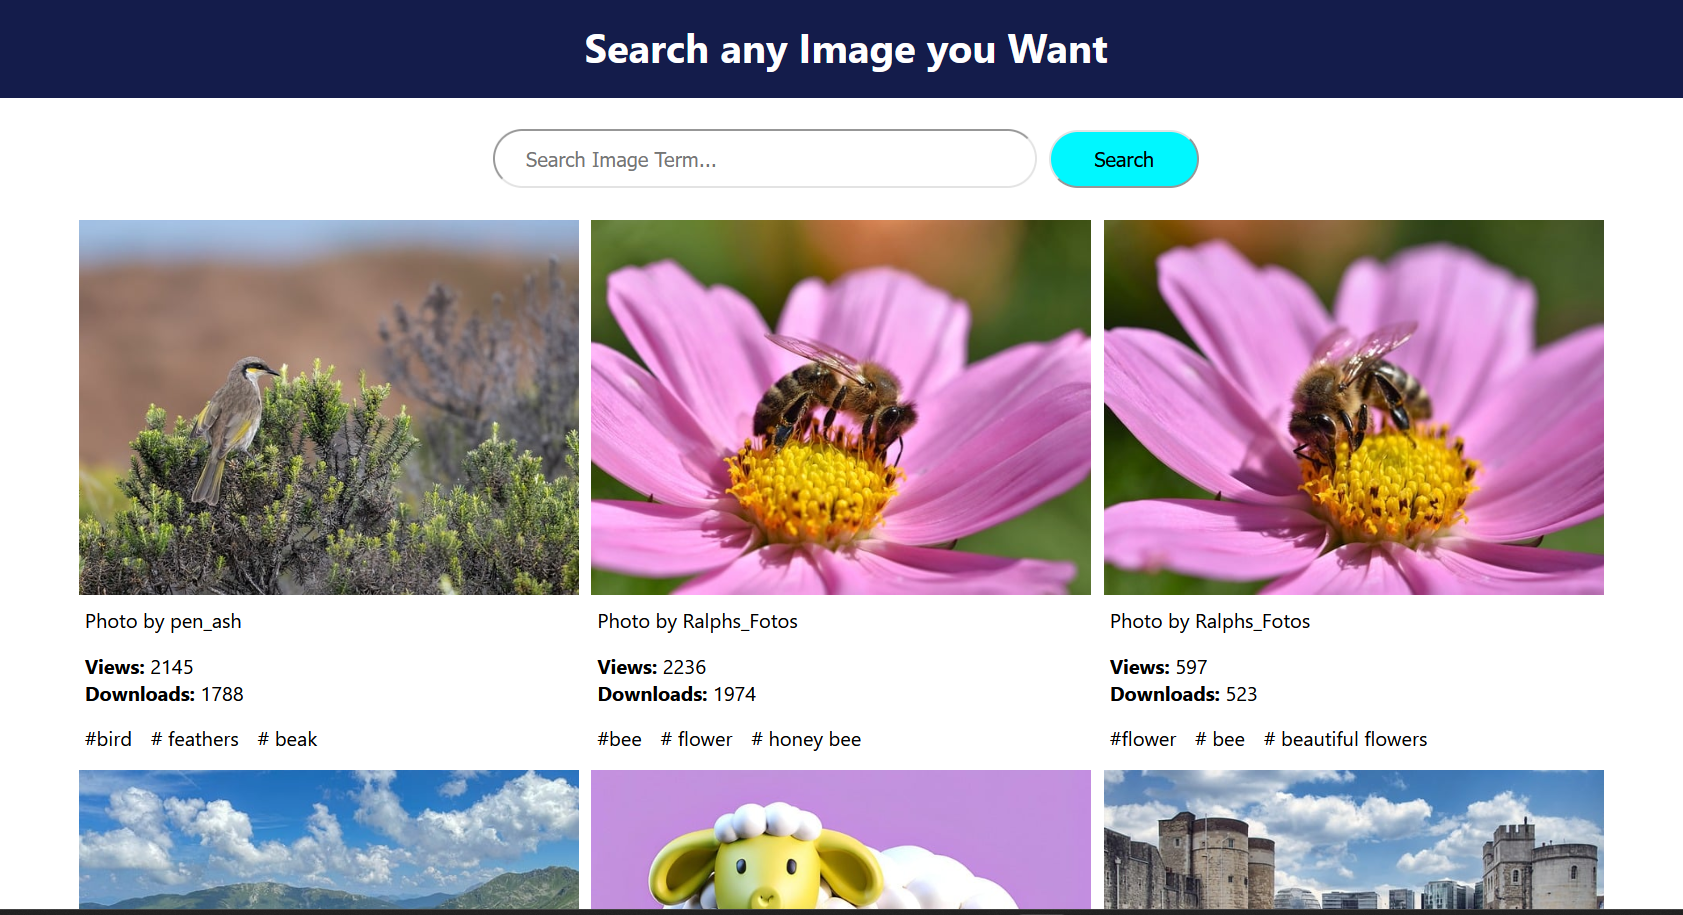 Search any Image you Want
Search Image Term...
Search
Photo by pen_ash
Views: 2145
Downloads: 1788
#bird # feathers # beak
Photo by Ralphs_Fotos
Views: 2236
Downloads: 1974
#bee # flower # honey bee
Photo by Ralphs_Fotos
Views: 597
Downloads: 523
#flower # bee # beautiful flowers